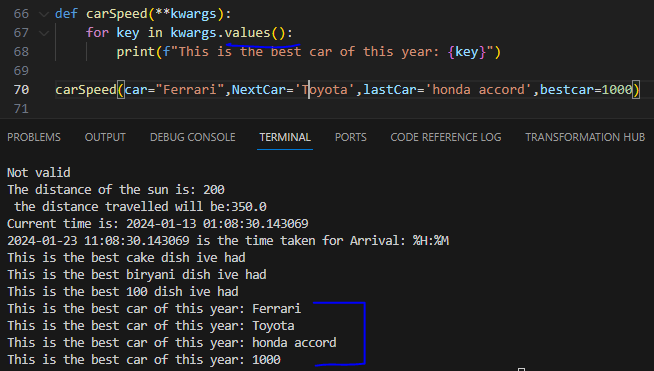 66 def carSpeed(**kwargs):
67     for key in kwargs.values():
68         print(f"This is the best car of this year: {key}")
69
70 carSpeed(car="Ferrari",NextCar='Toyota',lastCar='honda accord',bestcar=1000)
71
PROBLEMS OUTPUT DEBUG CONSOLE TERMINAL PORTS CODE REFERENCE LOG TRANSFORMATION HUB
Not valid
The distance of the sun is: 200
 the distance travelled will be:350.0
Current time is: 2024-01-13 01:08:30.143069
2024-01-23 11:08:30.143069 is the time taken for Arrival: %H:%M
This is the best cake dish ive had
This is the best biryani dish ive had
This is the best 100 dish ive had
This is the best car of this year: Ferrari
This is the best car of this year: Toyota
This is the best car of this year: honda accord
This is the best car of this year: 1000